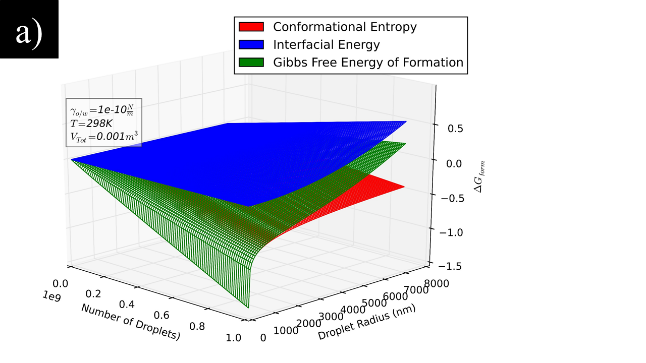 a)
Conformational Entropy
Interfacial Energy
Gibbs Free Energy of Formation
γo/w=1e-10 N/m
T=298K
VTot=0.001m³
0.5
0.0
−0.5
−1.0
−1.5
ΔGform
0.0
0.2
0.4
0.6
0.8
1.0
1e9
Number of Droplets)
0
1000
2000
3000
4000
5000
6000
7000
8000
Droplet Radius (nm)